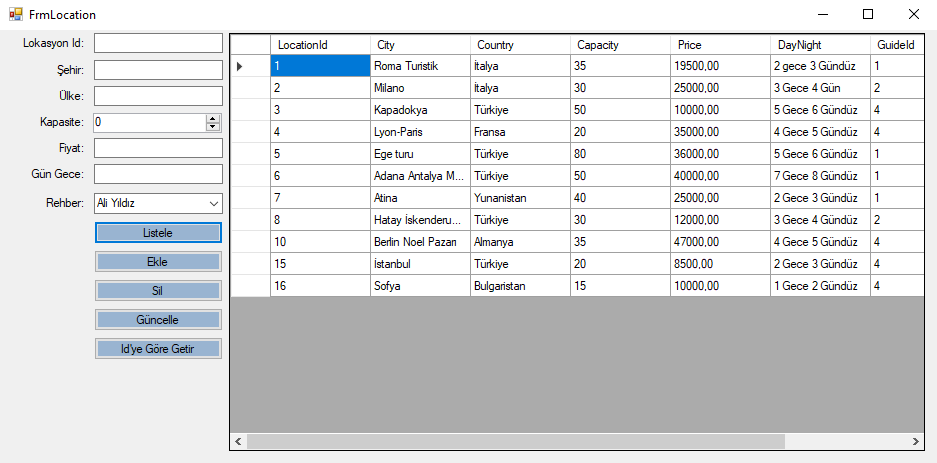 FrmLocation
Lokasyon Id:
Şehir:
Ülke:
Kapasite: 0
Fiyat:
Gün Gece:
Rehber: Ali Yıldız
Listele
Ekle
Sil
Güncelle
Id'ye Göre Getir
LocationId City Country Capacity Price DayNight GuideId
1 Roma Turistik İtalya 35 19500,00 2 gece 3 Gündüz 1
2 Milano İtalya 30 25000,00 3 Gece 4 Gün 2
3 Kapadokya Türkiye 50 10000,00 5 Gece 6 Gündüz 4
4 Lyon-Paris Fransa 20 35000,00 4 Gece 5 Gündüz 4
5 Ege turu Türkiye 80 36000,00 5 Gece 6 Gündüz 1
6 Adana Antalya M... Türkiye 50 40000,00 7 Gece 8 Gündüz 1
7 Atina Yunanistan 40 25000,00 2 Gece 3 Gündüz 1
8 Hatay İskenderu... Türkiye 30 12000,00 3 Gece 4 Gündüz 2
10 Berlin Noel Pazarı Almanya 35 47000,00 4 Gece 5 Gündüz 4
15 İstanbul Türkiye 20 8500,00 2 Gece 3 Gündüz 4
16 Sofya Bulgaristan 15 10000,00 1 Gece 2 Gündüz 4